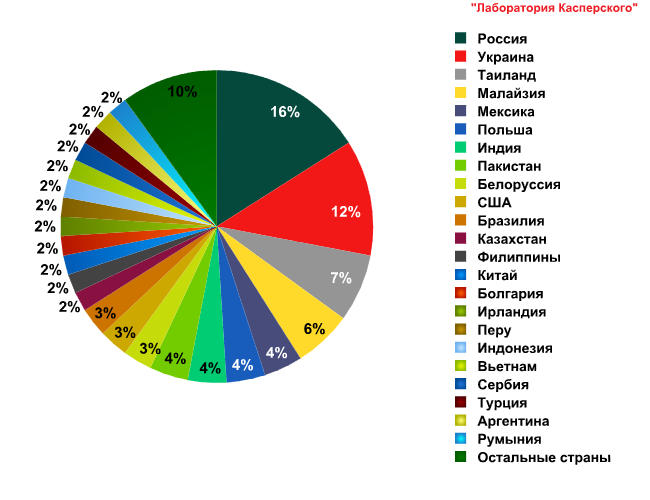 "Лаборатория Касперского"
Россия
Украина
Таиланд
Малайзия
Мексика
Польша
Индия
Пакистан
Белоруссия
США
Бразилия
Казахстан
Филиппины
Китай
Болгария
Ирландия
Перу
Индонезия
Вьетнам
Сербия
Турция
Аргентина
Румыния
Остальные страны
16%
12%
7%
6%
4%
4%
4%
4%
3%
3%
3%
2%
2%
2%
2%
2%
2%
2%
2%
2%
2%
2%
2%
10%